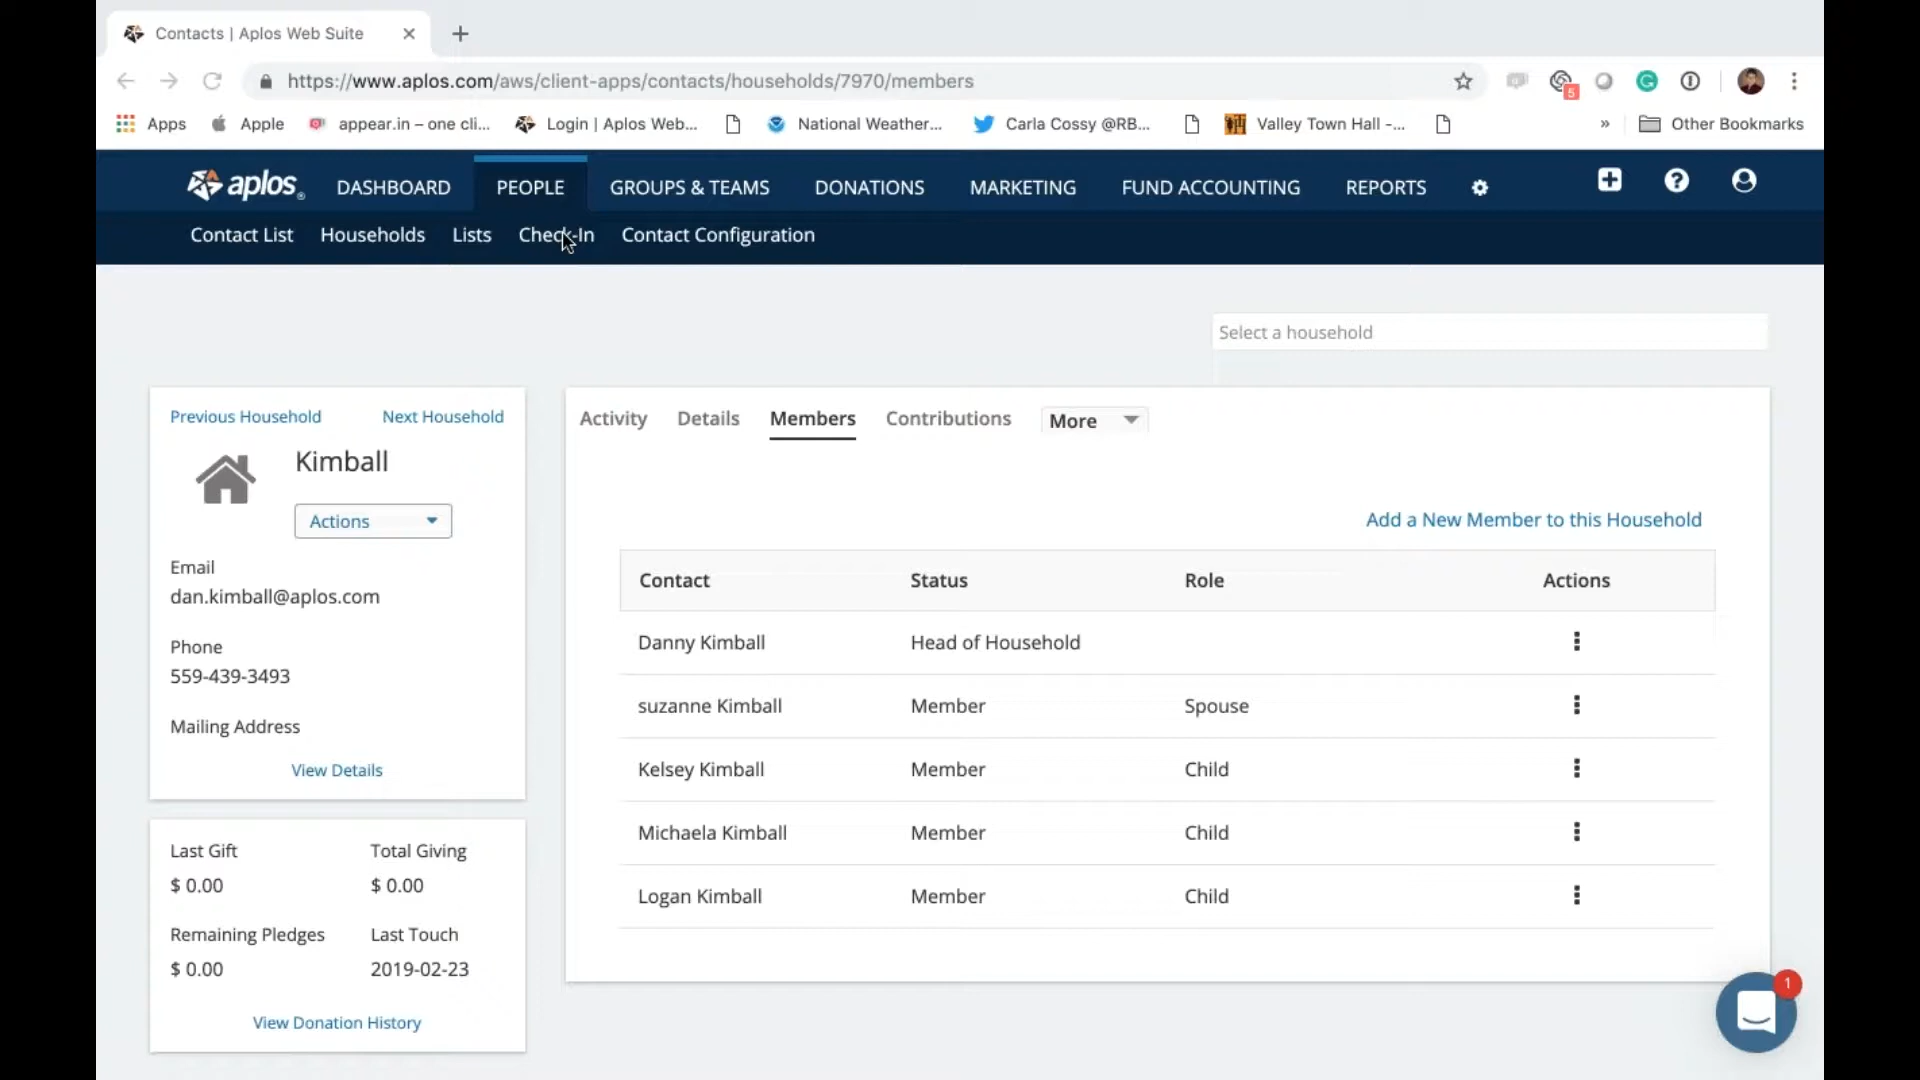 Contacts | Aplos Web Suite
https://www.aplos.com/aws/client-apps/contacts/households/7970/members
5
Apps Apple appear.in – one cli... Login | Aplos Web... National Weather... Carla Cossy @RB... Valley Town Hall -... » Other Bookmarks
aplos DASHBOARD PEOPLE GROUPS & TEAMS DONATIONS MARKETING FUND ACCOUNTING REPORTS
Contact List Households Lists Check-In Contact Configuration
Select a household
Previous Household Next Household
Kimball
Actions
Email
dan.kimball@aplos.com
Phone
559-439-3493
Mailing Address
View Details
Last Gift Total Giving
$ 0.00 $ 0.00
Remaining Pledges Last Touch
$ 0.00 2019-02-23
View Donation History
Activity Details Members Contributions More
Add a New Member to this Household
Contact Status Role Actions
Danny Kimball Head of Household
suzanne Kimball Member Spouse
Kelsey Kimball Member Child
Michaela Kimball Member Child
Logan Kimball Member Child
1